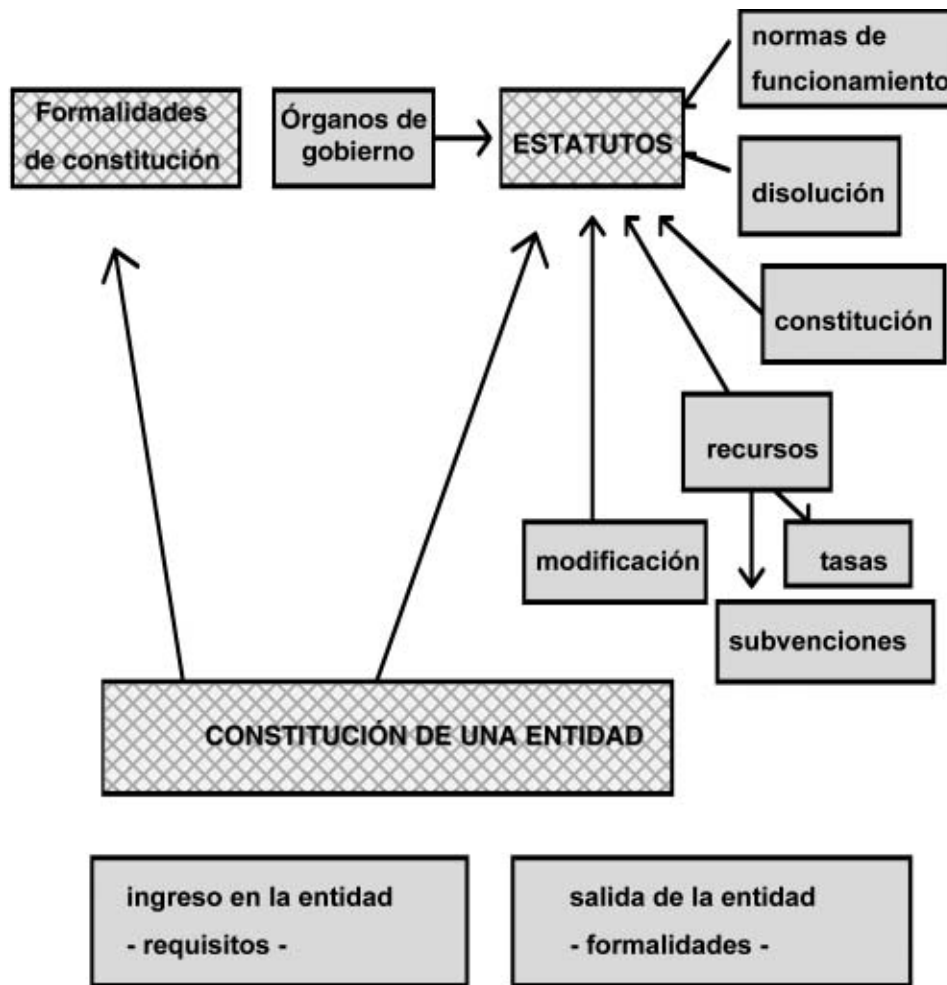 normas de
funcionamiento
Formalidades
de constitución
Órganos de
gobierno
ESTATUTOS
disolución
constitución
recursos
modificación
tasas
subvenciones
CONSTITUCIÓN DE UNA ENTIDAD
ingreso en la entidad
- requisitos -
salida de la entidad
- formalidades -